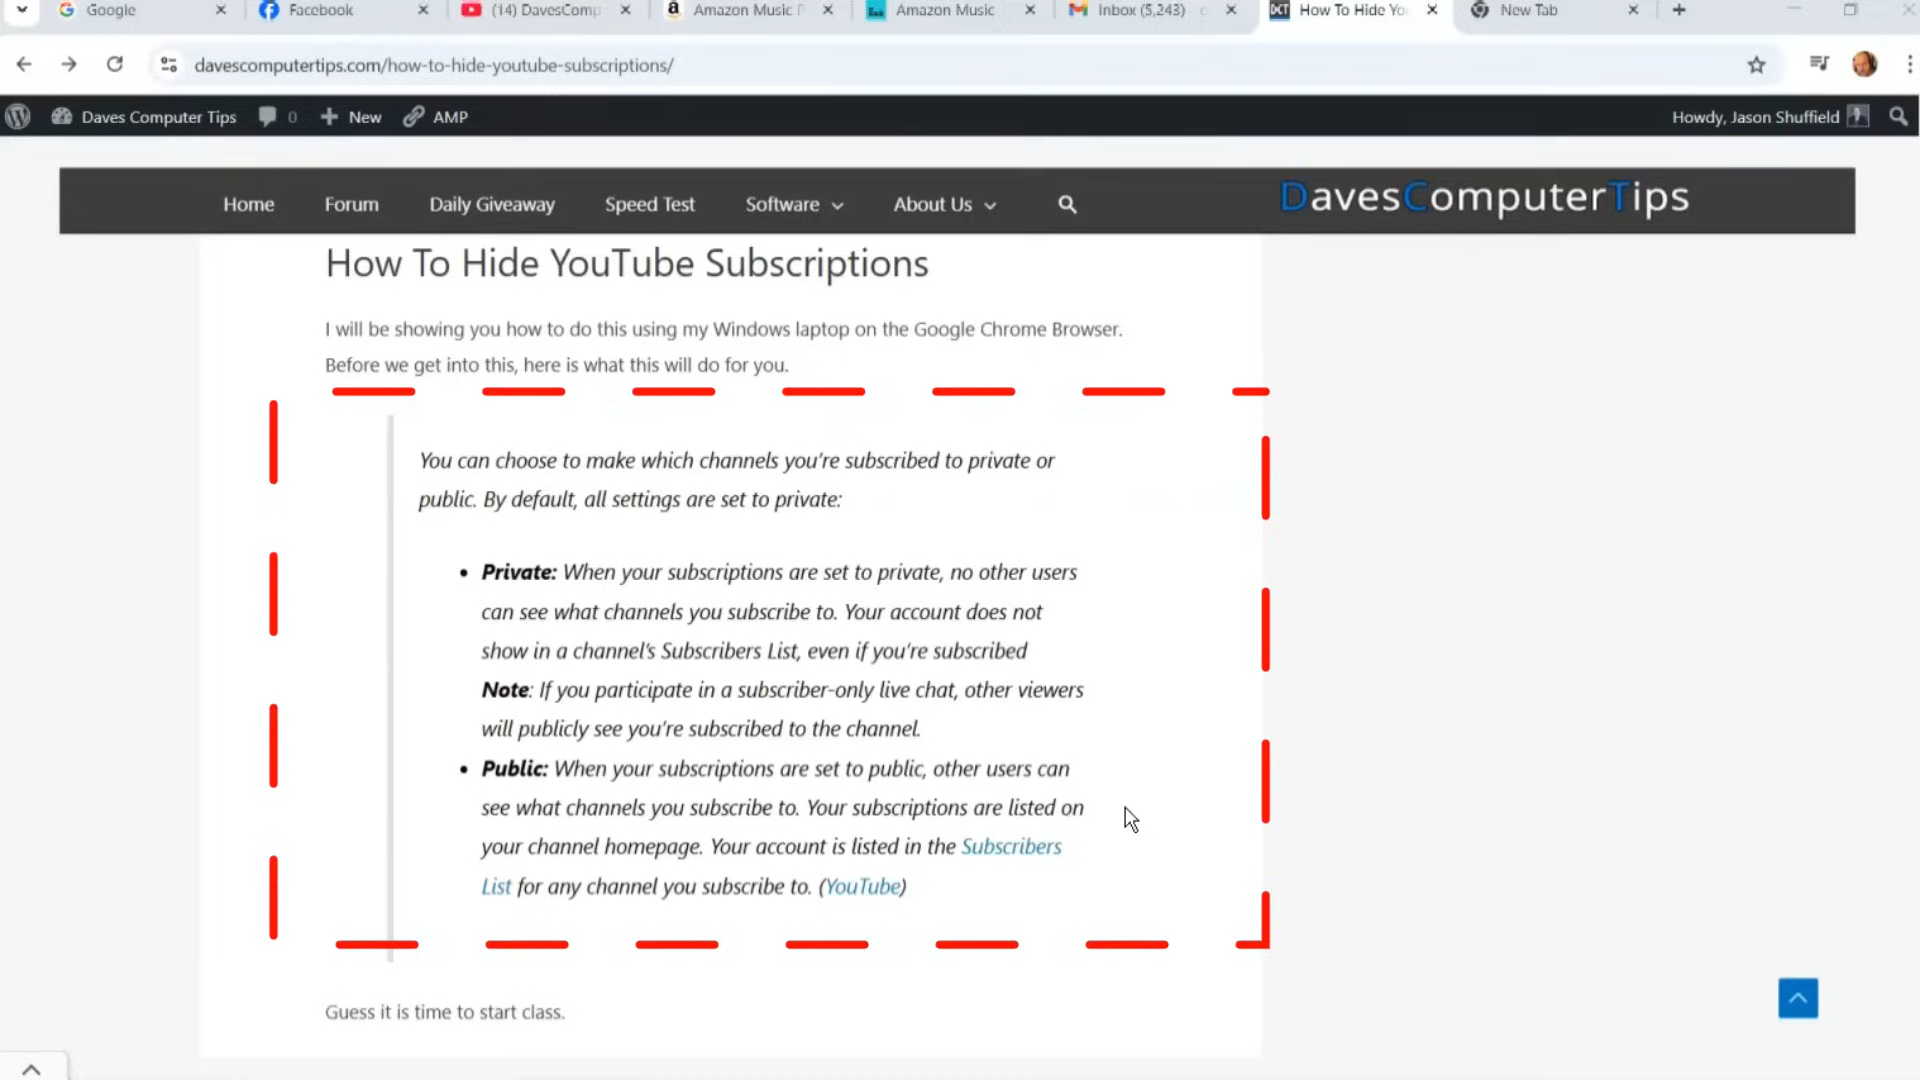 Google
Facebook
(14) DavesComp
Amazon Music
Amazon Music
Inbox (5,243)
How To Hide Yo
New Tab
davescomputertips.com/how-to-hide-youtube-subscriptions/
Daves Computer Tips
0
New
AMP
Howdy, Jason Shuffield
Home
Forum
Daily Giveaway
Speed Test
Software
About Us
DavesComputerTips
How To Hide YouTube Subscriptions
I will be showing you how to do this using my Windows laptop on the Google Chrome Browser.
Before we get into this, here is what this will do for you.
You can choose to make which channels you're subscribed to private or
public. By default, all settings are set to private:
• Private: When your subscriptions are set to private, no other users
can see what channels you subscribe to. Your account does not
show in a channel's Subscribers List, even if you're subscribed
Note: If you participate in a subscriber-only live chat, other viewers
will publicly see you're subscribed to the channel.
• Public: When your subscriptions are set to public, other users can
see what channels you subscribe to. Your subscriptions are listed on
your channel homepage. Your account is listed in the Subscribers
List for any channel you subscribe to. (YouTube)
Guess it is time to start class.